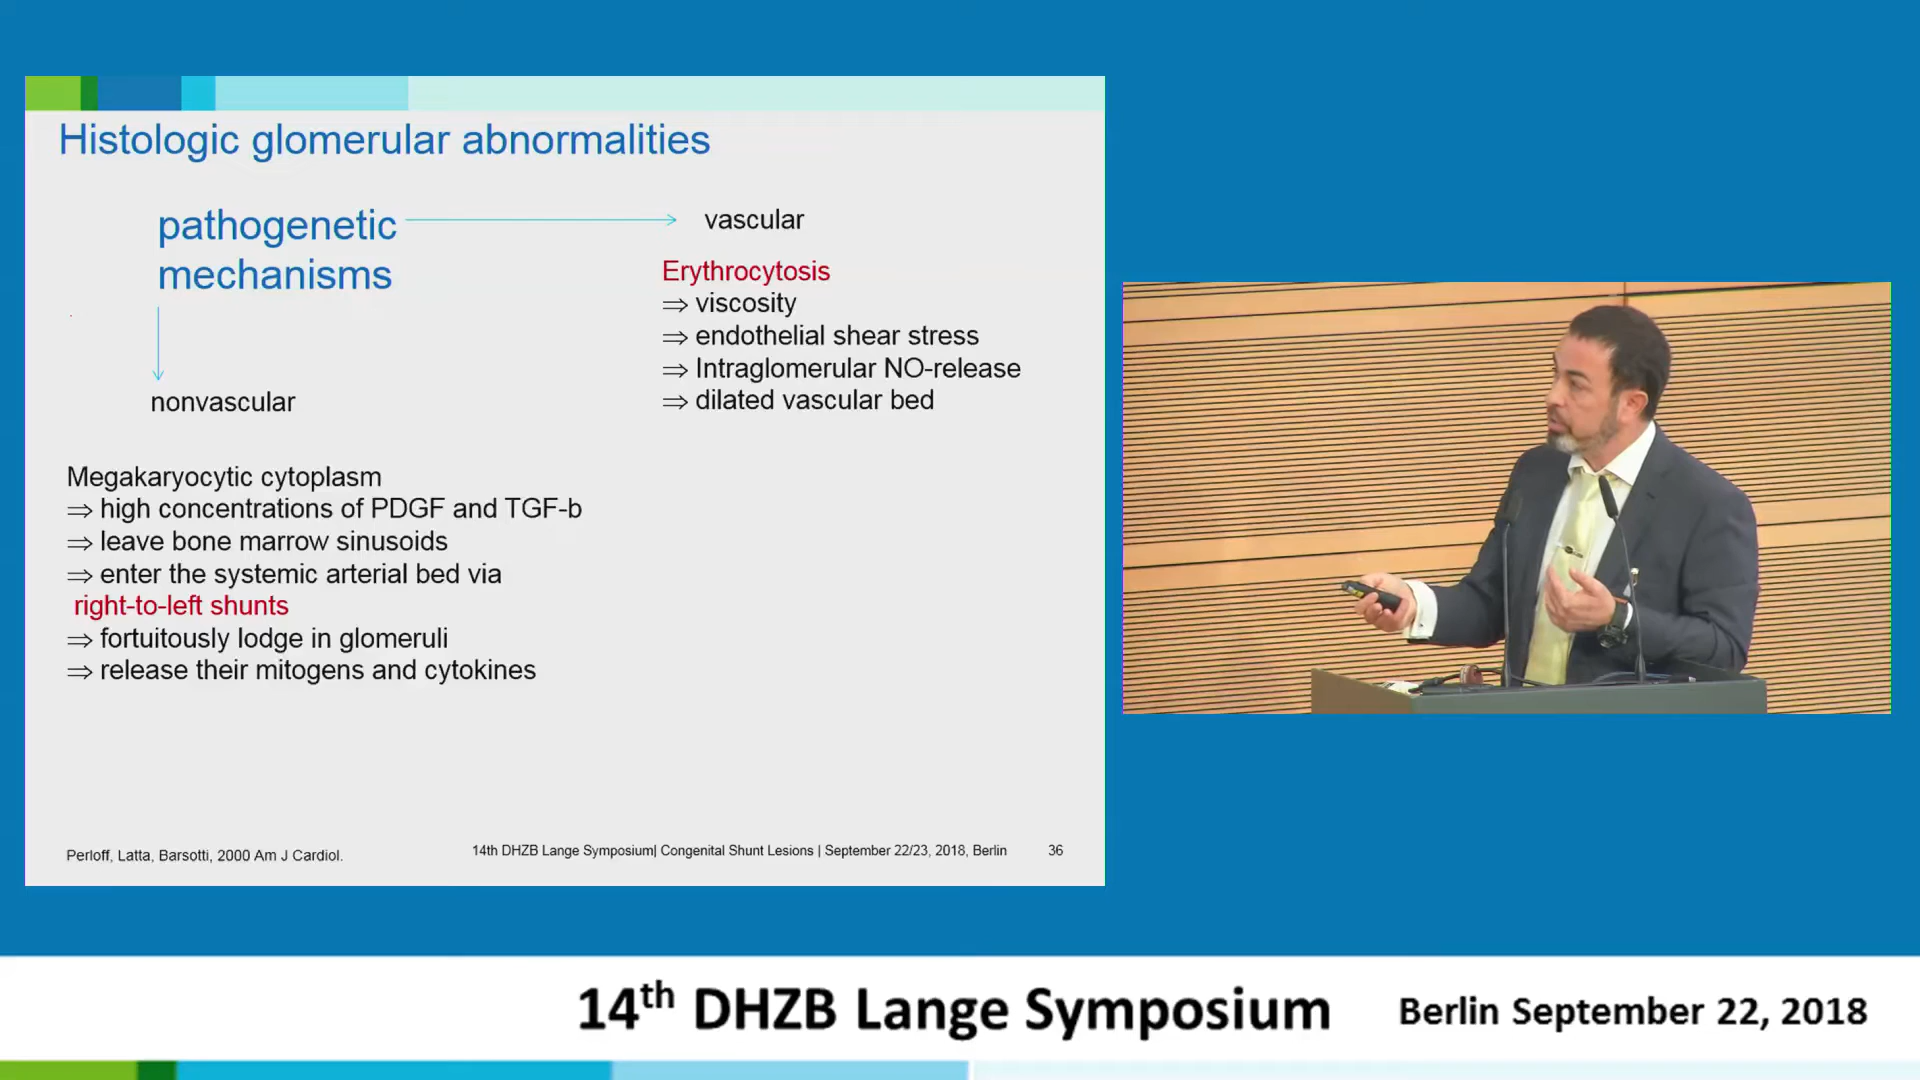 Histologic glomerular abnormalities
pathogenetic
mechanisms
vascular
Erythrocytosis
⇒ viscosity
⇒ endothelial shear stress
⇒ Intraglomerular NO-release
⇒ dilated vascular bed
nonvascular
Megakaryocytic cytoplasm
⇒ high concentrations of PDGF and TGF-b
⇒ leave bone marrow sinusoids
⇒ enter the systemic arterial bed via
right-to-left shunts
⇒ fortuitously lodge in glomeruli
⇒ release their mitogens and cytokines
Perloff, Latta, Barsotti, 2000 Am J Cardiol.
14th DHZB Lange Symposium| Congenital Shunt Lesions | September 22/23, 2018, Berlin 36
14th DHZB Lange Symposium Berlin September 22, 2018